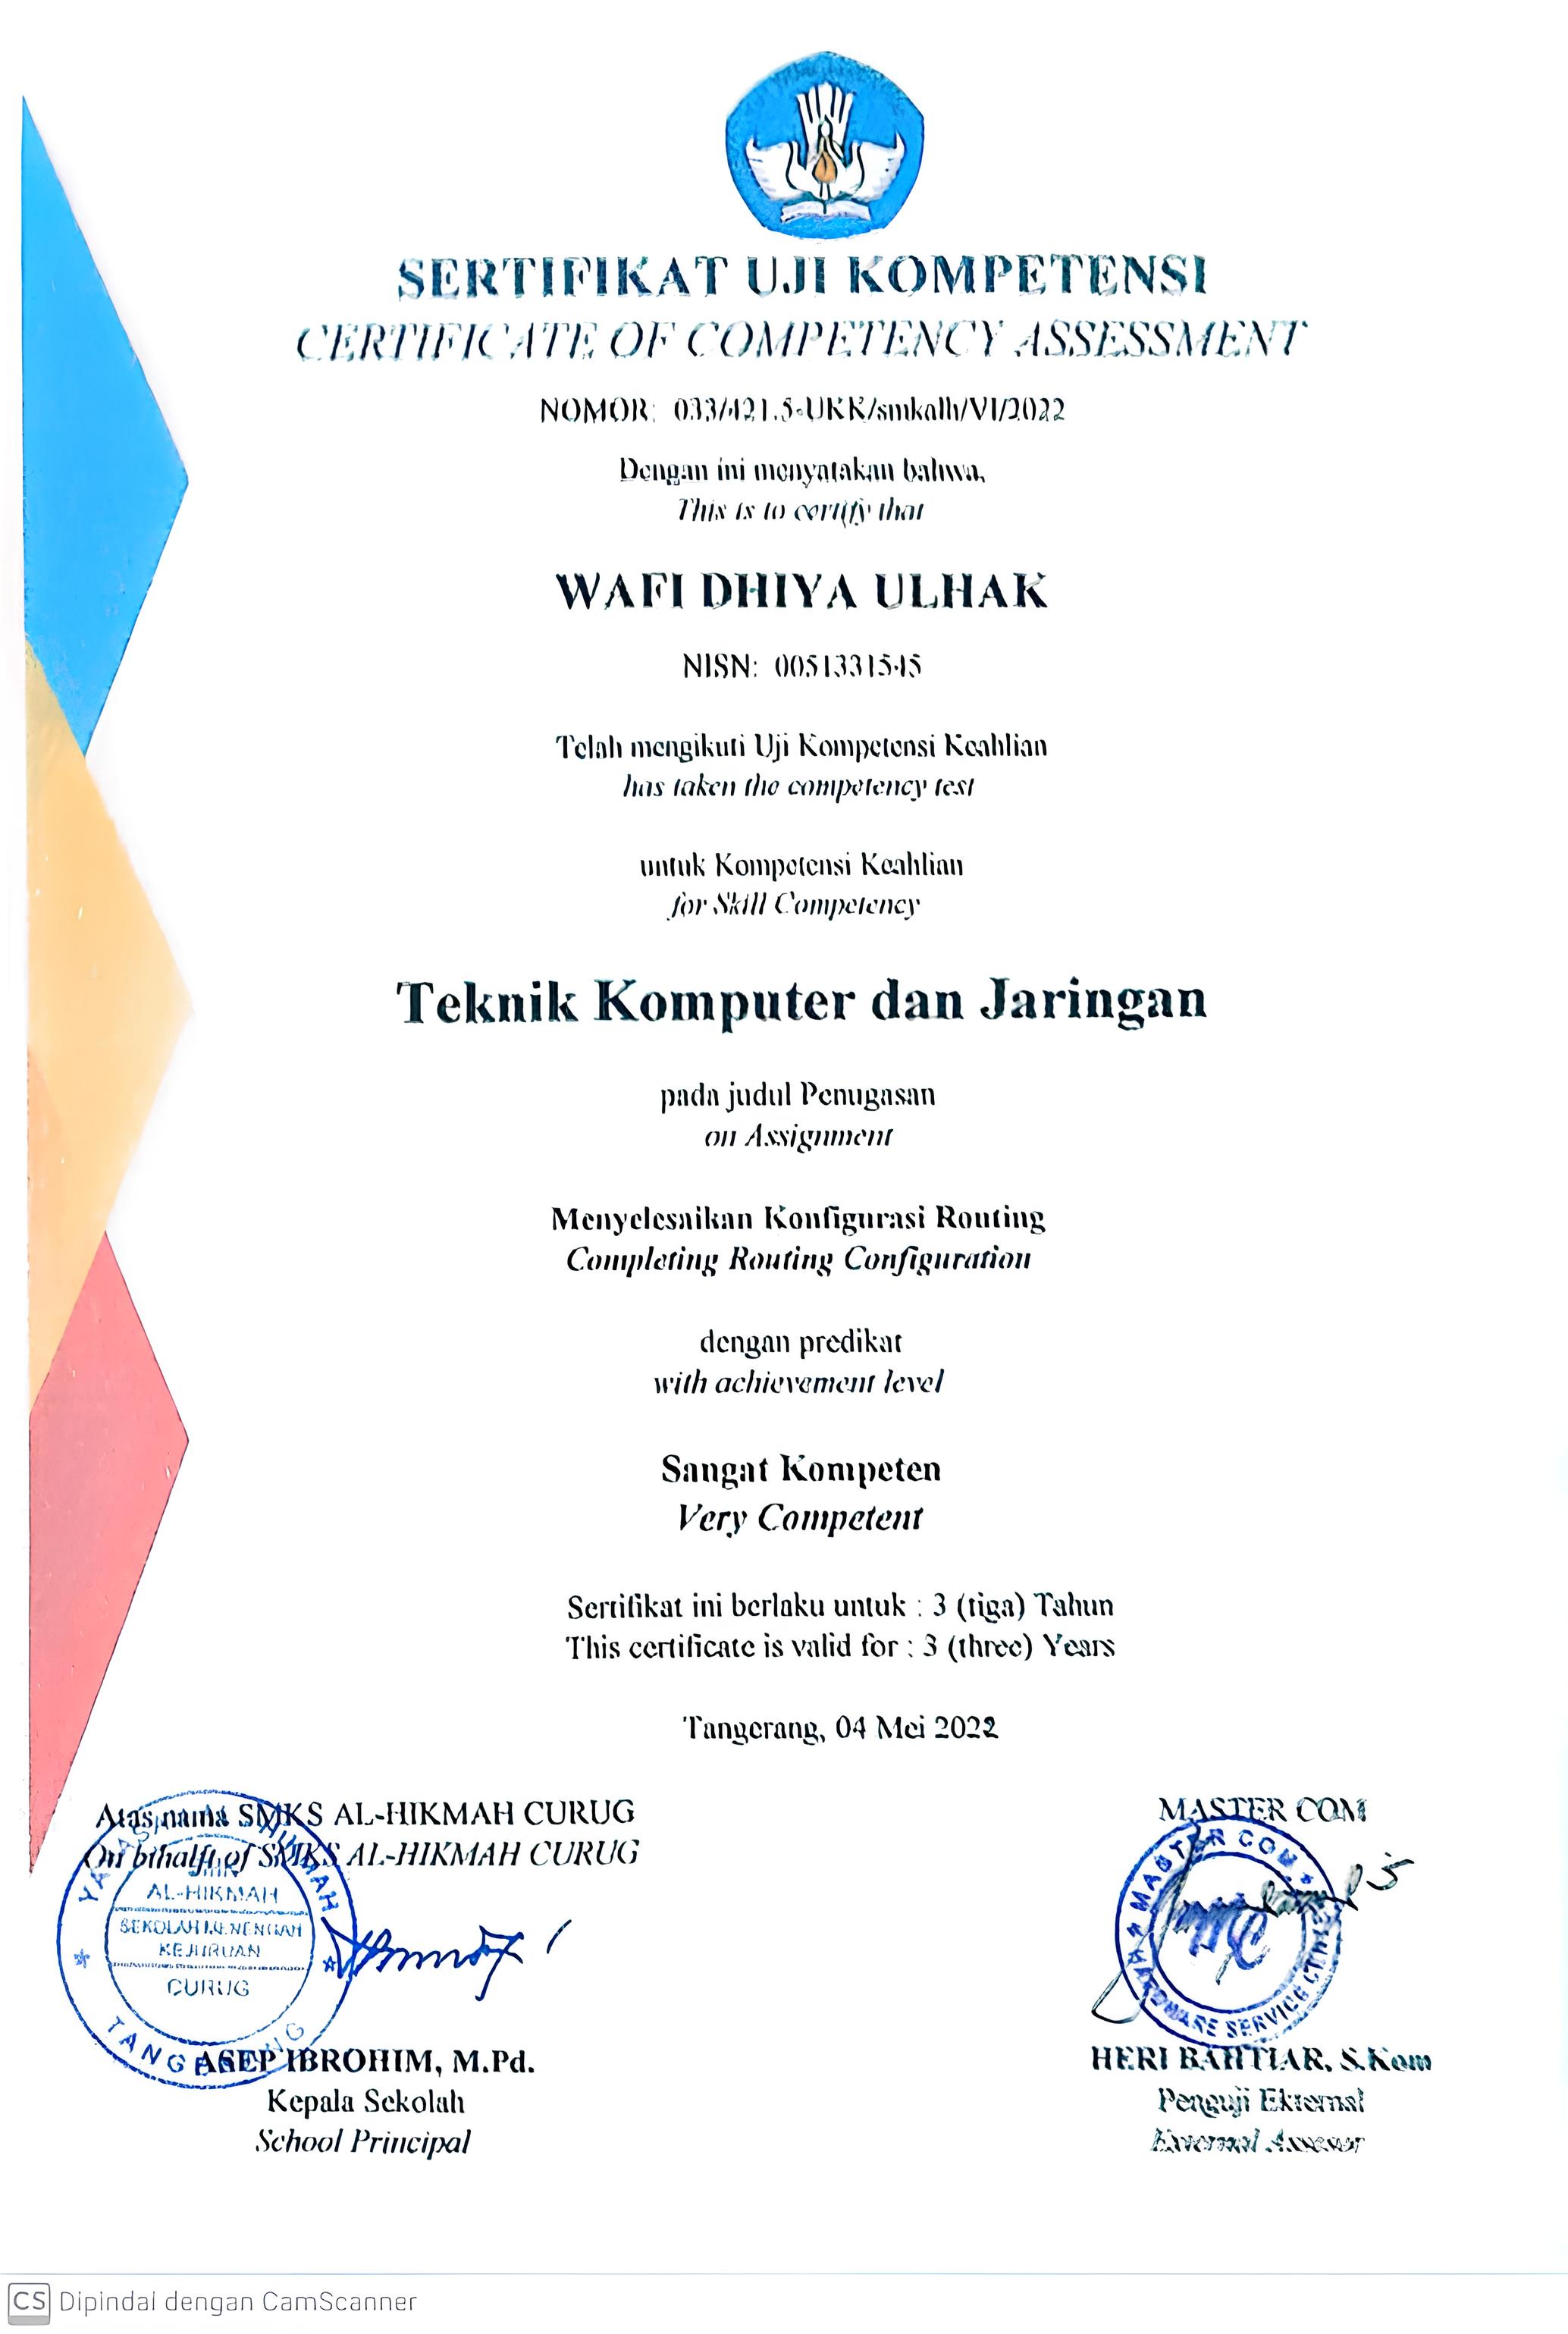 SERTIFIKAT UJI KOMPETENSI
CERTIFICATE OF COMPETENCY ASSESSMENT
NOMOR: 033/421.5-UKK/smkalh/VI/2022
Dengan ini menyatakan bahwa,
This is to certify that
WAFI DHIYA ULHAK
NISN: 0051331545
Telah mengikuti Uji Kompetensi Keahlian
has taken the competency test
untuk Kompetensi Keahlian
for Skill Competency
Teknik Komputer dan Jaringan
pada judul Penugasan
on Assignment
Menyelesaikan Konfigurasi Routing
Completing Routing Configuration
dengan predikat
with achievement level
Sangat Kompeten
Very Competent
Sertifikat ini berlaku untuk : 3 (tiga) Tahun
This certificate is valid for : 3 (three) Years
Tangerang, 04 Mei 2022
Atas nama SMKS AL-HIKMAH CURUG
On bthalft of SMKS AL-HIKMAH CURUG
AL-HIKMAH
SEKOLAH MENENGAH
KEJURUAN
CURUG
TANGERANG
ASEP IBROHIM, M.Pd.
Kepala Sekolah
School Principal
MASTER COM
MASTER COM
HARDWARE SERVICE
MC
HERI BAHTIAR, S.Kom
Penguji Eksternal
External Assesor
CS Dipindai dengan CamScanner